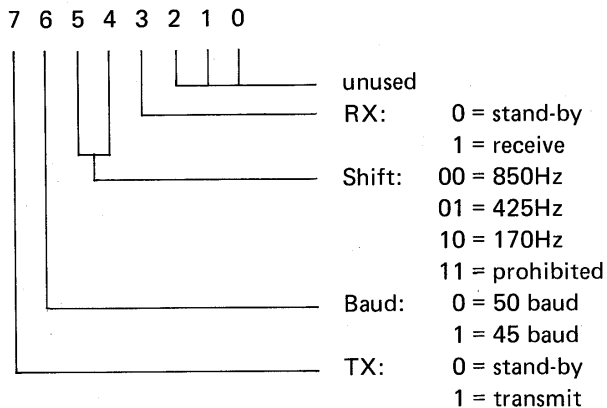 7 6 5 4 3 2 1 0
unused
RX: 0 = stand-by
1 = receive
Shift: 00 = 850Hz
01 = 425Hz
10 = 170Hz
11 = prohibited
Baud: 0 = 50 baud
1 = 45 baud
TX: 0 = stand-by
1 = transmit